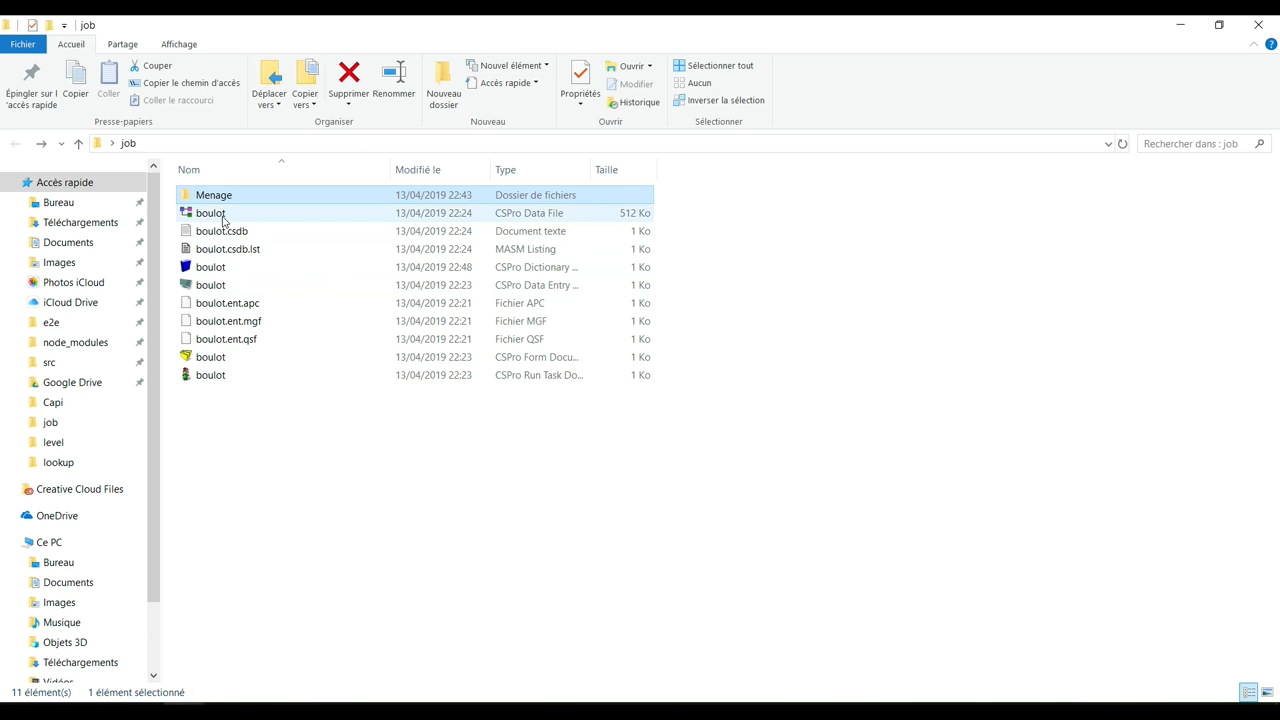 job
Fichier Accueil Partage Affichage
Épingler sur l 'accès rapide
Copier
Coller
Couper
Copier le chemin d'accès
Coller le raccourci
Presse-papiers
Déplacer vers
Copier vers
Supprimer
Renommer
Organiser
Nouveau dossier
Nouvel élément
Accès rapide
Nouveau
Propriétés
Ouvrir
Modifier
Historique
Ouvrir
Sélectionner tout
Aucun
Inverser la sélection
Sélectionner
job
Rechercher dans : job
Accès rapide
Bureau
Téléchargements
Documents
Images
Photos iCloud
iCloud Drive
e2e
node_modules
src
Google Drive
Capi
job
level
lookup
Creative Cloud Files
OneDrive
Ce PC
Bureau
Documents
Images
Musique
Objets 3D
Téléchargements
Vidéos
Nom Modifié le Type Taille
Menage 13/04/2019 22:43 Dossier de fichiers
boulot 13/04/2019 22:24 CSPro Data File 512 Ko
boulot.csdb 13/04/2019 22:24 Document texte 1 Ko
boulot.csdb.lst 13/04/2019 22:24 MASM Listing 1 Ko
boulot 13/04/2019 22:48 CSPro Dictionary ... 1 Ko
boulot 13/04/2019 22:23 CSPro Data Entry ... 1 Ko
boulot.ent.apc 13/04/2019 22:21 Fichier APC 1 Ko
boulot.ent.mgf 13/04/2019 22:21 Fichier MGF 1 Ko
boulot.ent.qsf 13/04/2019 22:21 Fichier QSF 1 Ko
boulot 13/04/2019 22:23 CSPro Form Docu... 1 Ko
boulot 13/04/2019 22:23 CSPro Run Task Do... 1 Ko
11 élément(s) 1 élément sélectionné